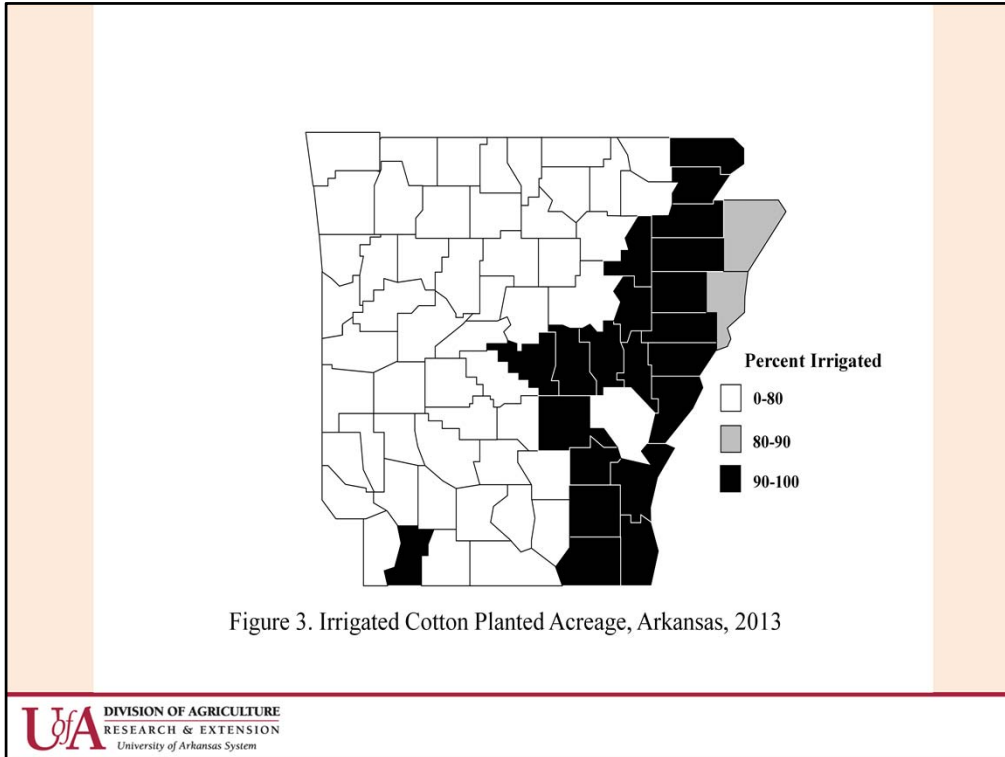 Percent Irrigated
0-80
80-90
90-100
Figure 3. Irrigated Cotton Planted Acreage, Arkansas, 2013
UofA DIVISION OF AGRICULTURE
RESEARCH & EXTENSION
University of Arkansas System